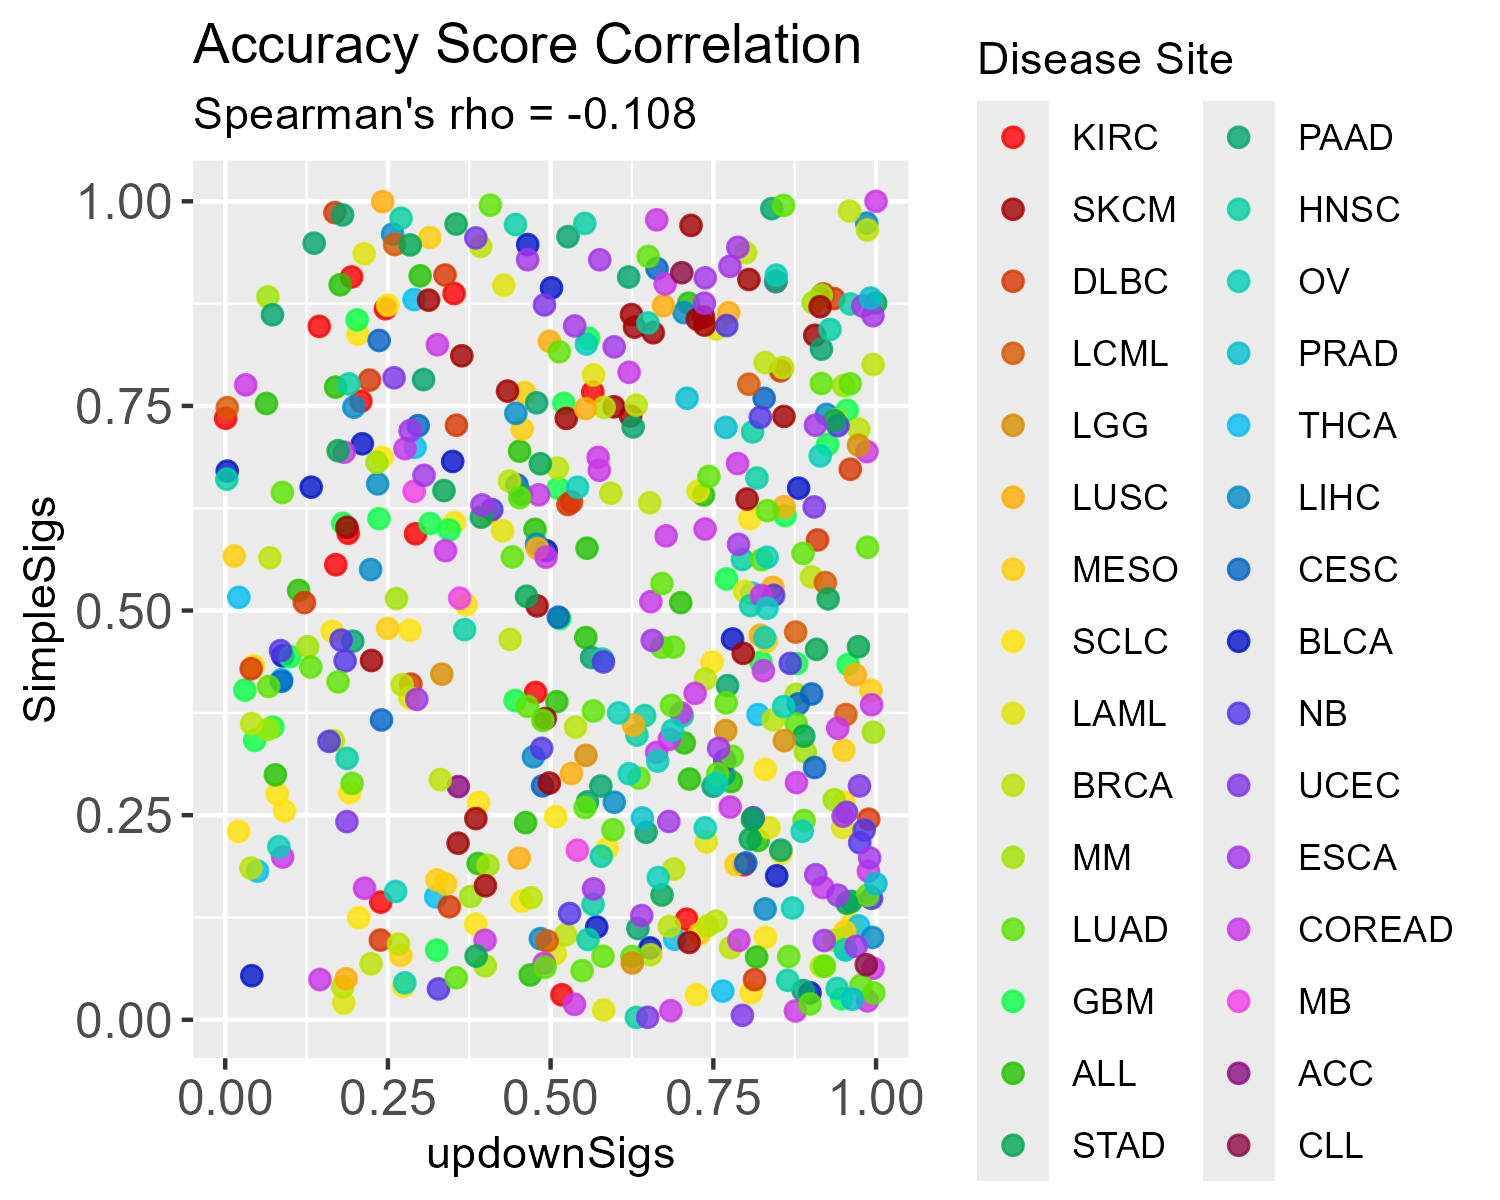 Accuracy Score Correlation
Spearman's rho = -0.108
SimpleSigs
1.00
0.75
0.50
0.25
0.00
0.00 0.25 0.50 0.75 1.00
updownSigs
Disease Site
KIRC
SKCM
DLBC
LCML
LGG
LUSC
MESO
SCLC
LAML
BRCA
MM
LUAD
GBM
ALL
STAD
PAAD
HNSC
OV
PRAD
THCA
LIHC
CESC
BLCA
NB
UCEC
ESCA
COREAD
MB
ACC
CLL